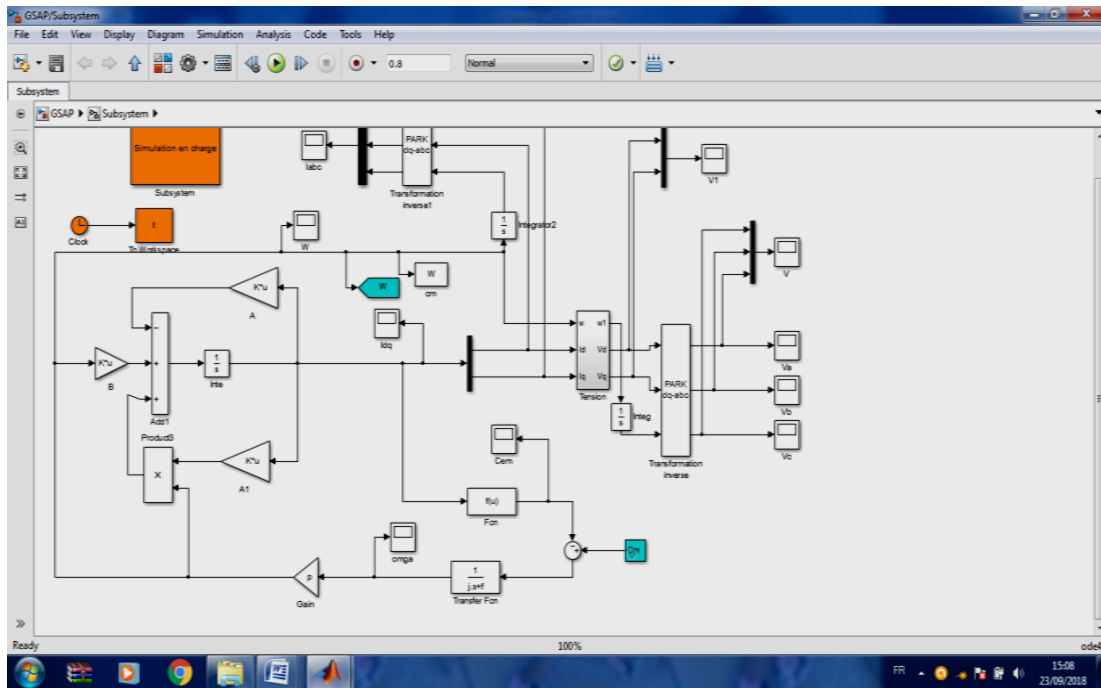 GSAP/Subsystem
File Edit View Display Diagram Simulation Analysis Code Tools Help
0.8
Normal
Subsystem
GSAP Subsystem
Simulation en charge
Subsystem
Iabc
PARK
dq-abc
Transformation
inverse1
V1
Clock
t
To Workspace
W
1
s
Integrator2
V
K*u
A
W
W
cm
Idq
K*u
B
-
+
+
Add1
1
s
Inte
w w1
Id Vd
Iq Vq
Tension
1
s
Integ
PARK
dq-abc
Transformation
inverse
Va
Vb
Vc
Product3
×
K*u
A1
Cem
f(u)
Fcn
omga
p
Gain
1
j.s+f
Transfer Fcn
Ready
100%
ode4
FR
15:08
23/09/2018